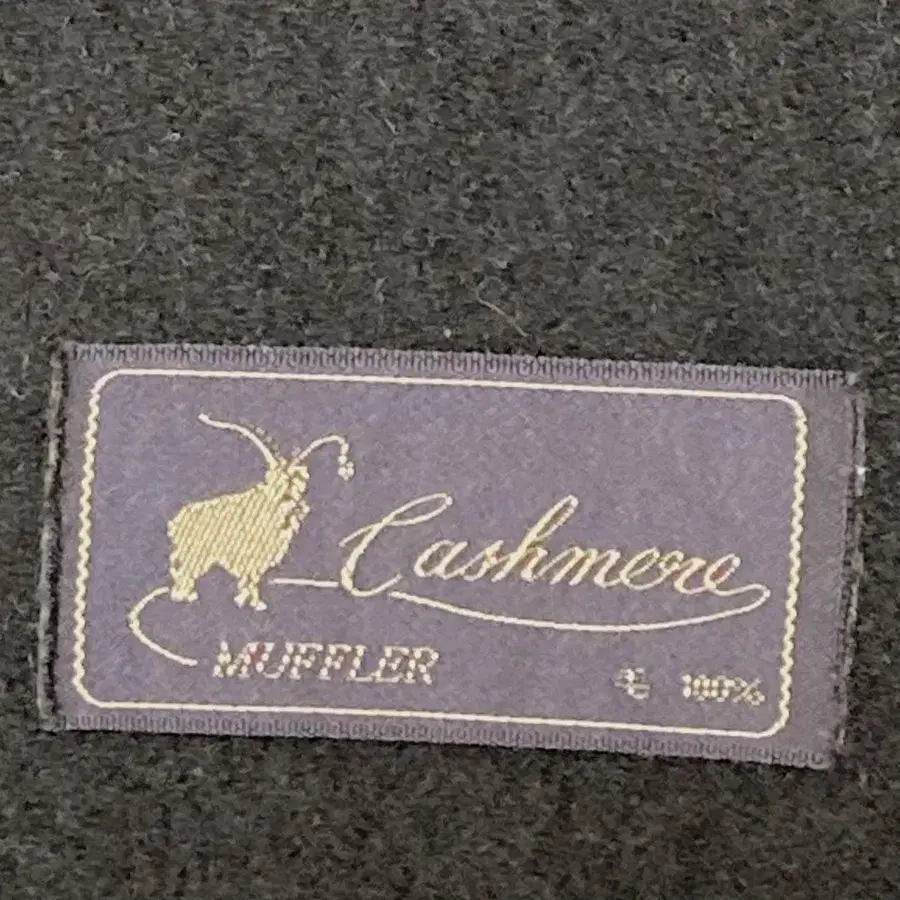 Cashmere
MUFFLER
毛 100%